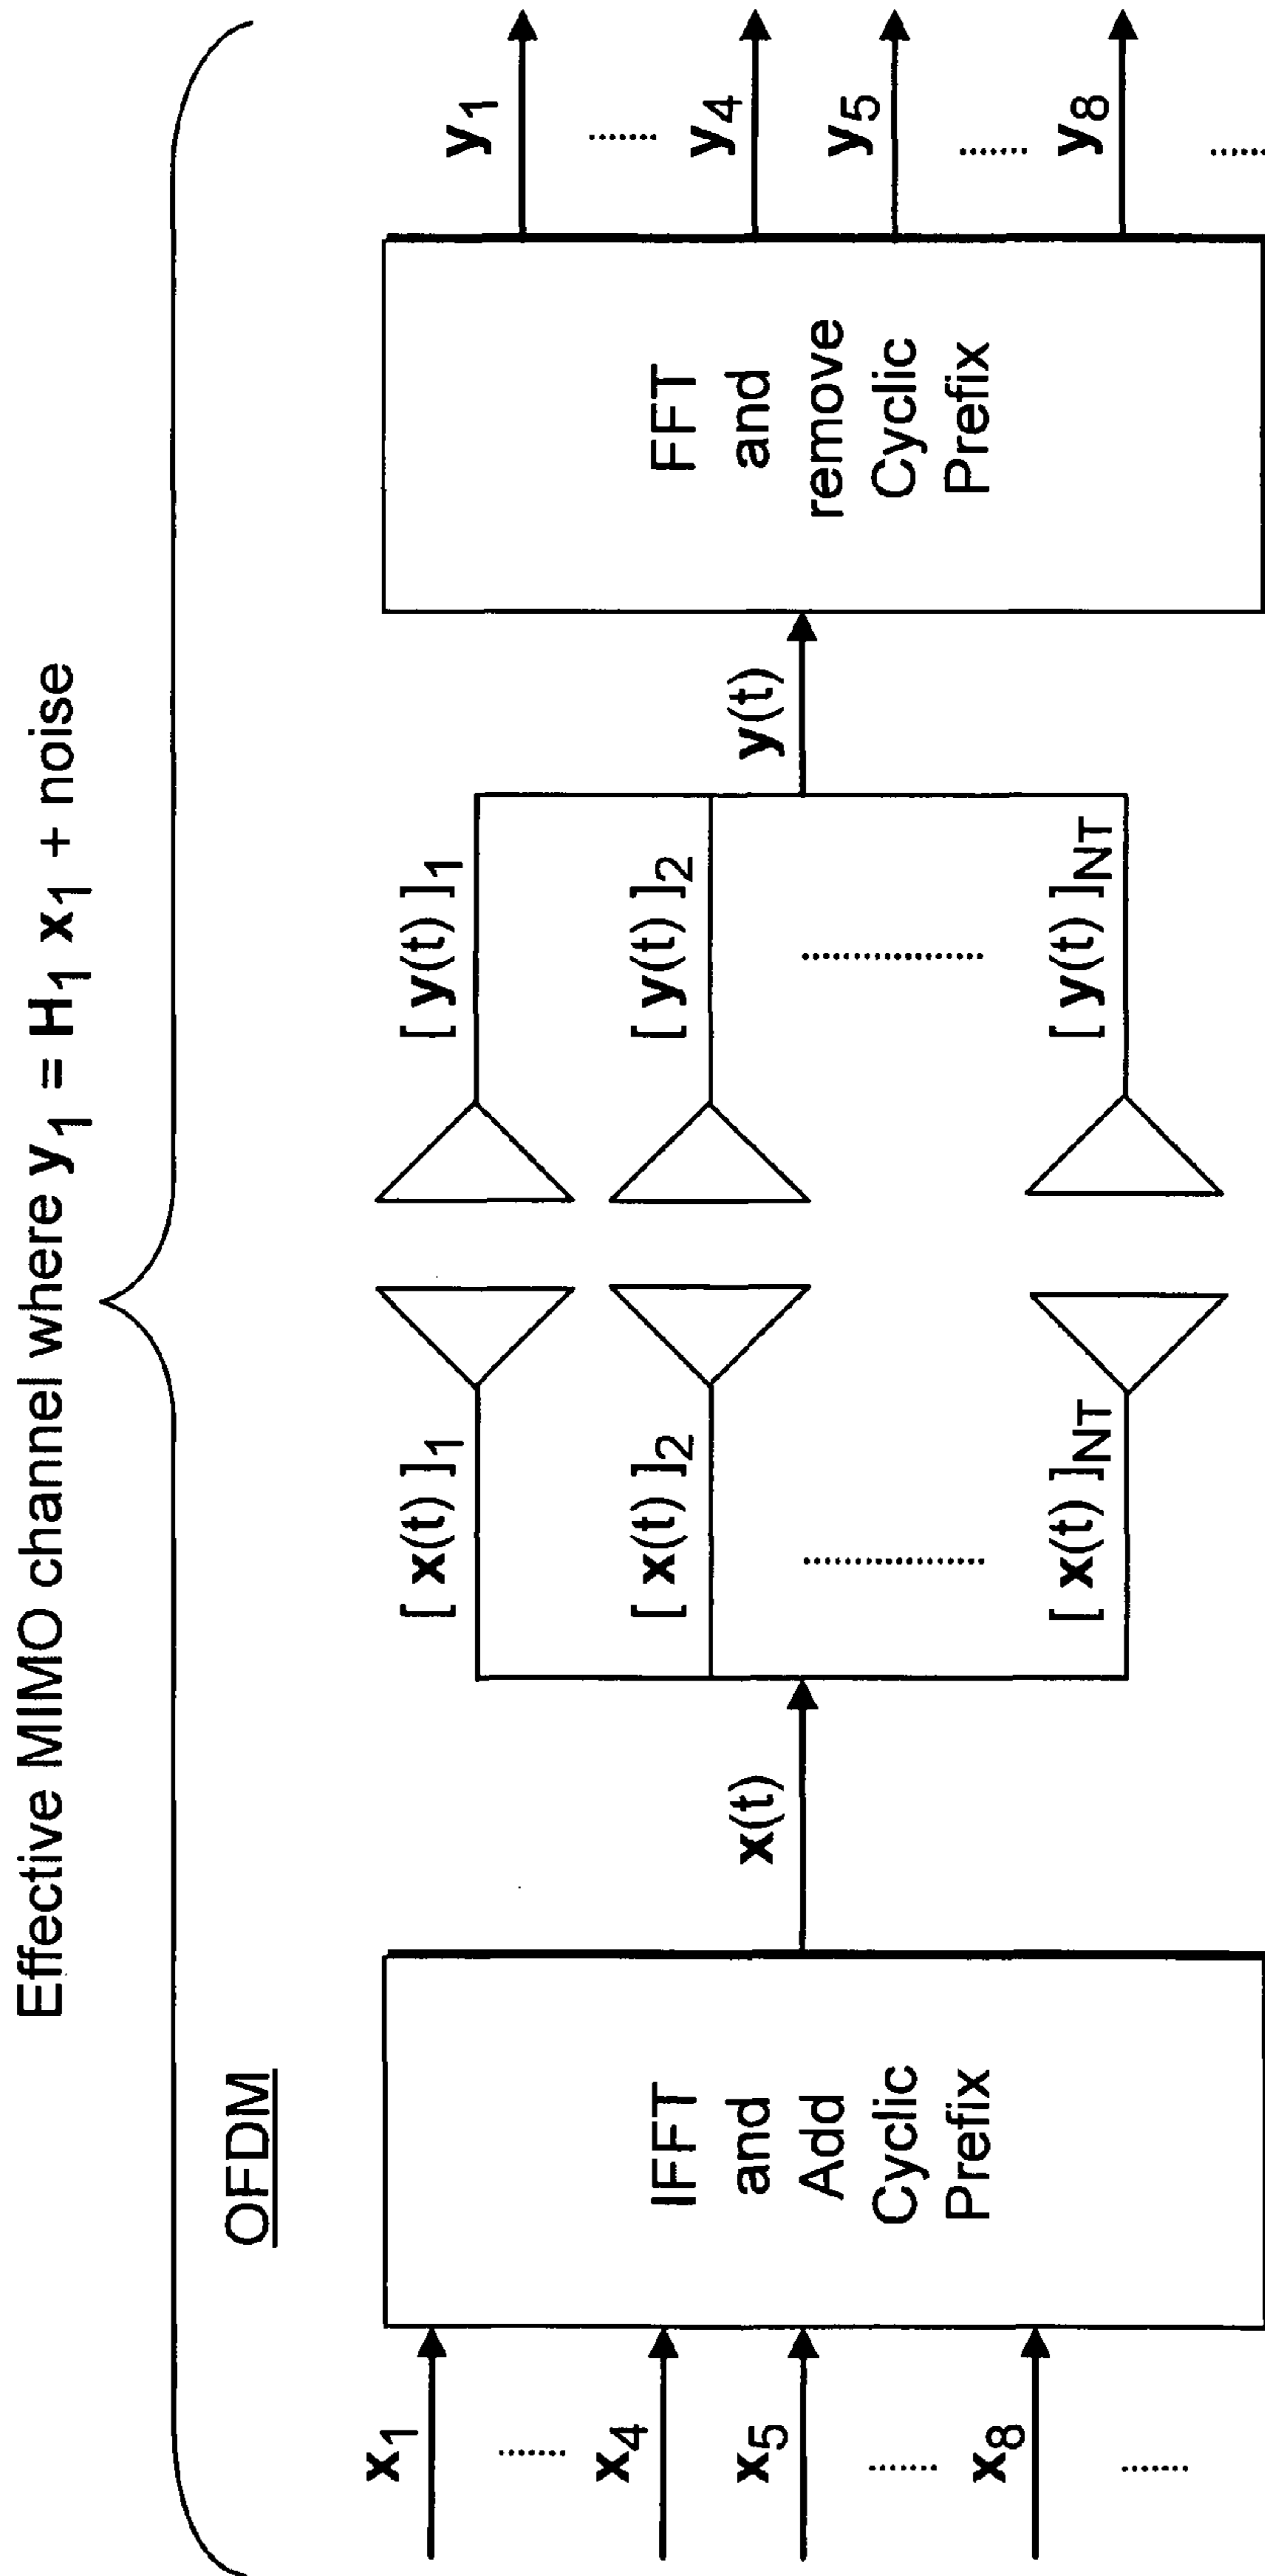 Effective MIMO channel where y1 = H1 x1 + noise
OFDM
x1
x4
x5
x8
IFFT
and
Add
Cyclic
Prefix
x(t)
[ x(t) ]1
[ x(t) ]2
[ x(t) ]NT
[ y(t) ]1
[ y(t) ]2
[ y(t) ]NT
y(t)
FFT
and
remove
Cyclic
Prefix
y1
y4
y5
y8